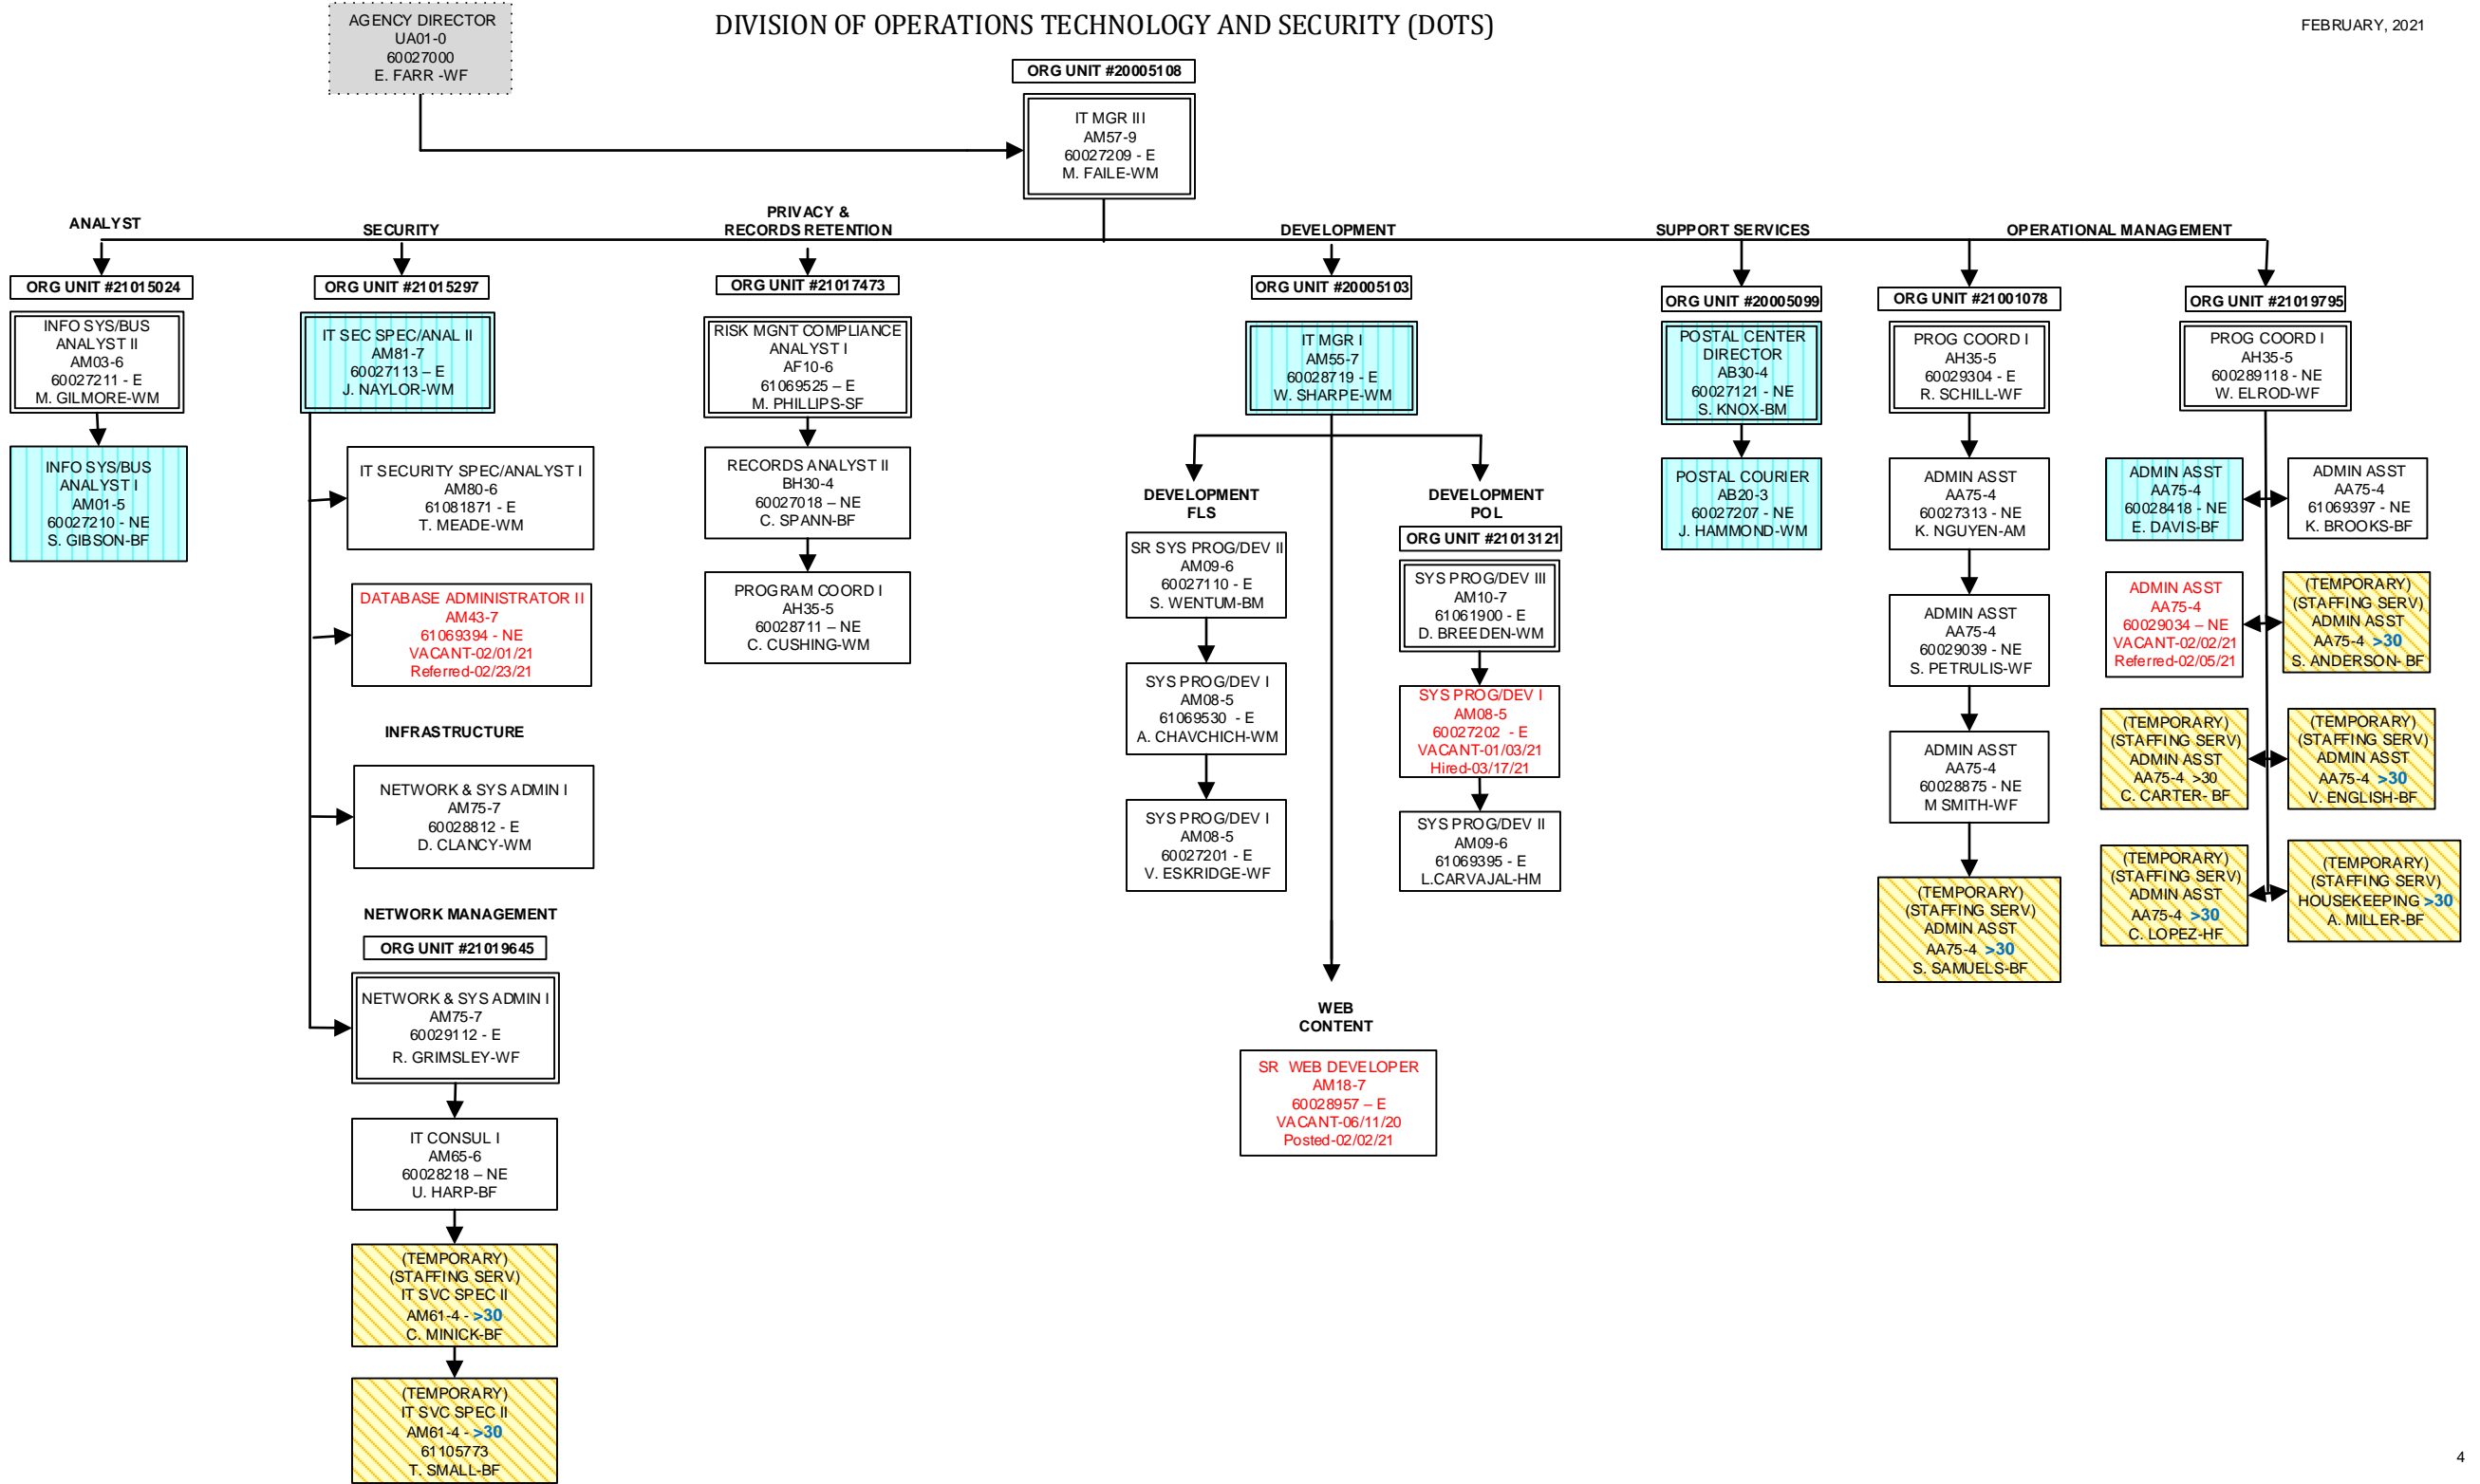 AGENCY DIRECTOR
UA01-0
60027000
E. FARR -WF
DIVISION OF OPERATIONS TECHNOLOGY AND SECURITY (DOTS)
FEBRUARY, 2021
ORG UNIT #20005108
IT MGR III
AM57-9
60027209 - E
M. FAILE-WM
ANALYST
ORG UNIT #21015024
INFO SYS/BUS
ANALYST II
AM03-6
60027211 - E
M. GILMORE-WM
INFO SYS/BUS
ANALYST I
AM01-5
60027210 - NE
S. GIBSON-BF
SECURITY
ORG UNIT #21015297
IT SEC SPEC/ANAL II
AM81-7
60027113 – E
J. NAYLOR-WM
IT SECURITY SPEC/ANALYST I
AM80-6
61081871 - E
T. MEADE-WM
DATABASE ADMINISTRATOR II
AM43-7
61069394 - NE
VACANT-02/01/21
Referred-02/23/21
INFRASTRUCTURE
NETWORK & SYS ADMIN I
AM75-7
60028812 - E
D. CLANCY-WM
NETWORK MANAGEMENT
ORG UNIT #21019645
NETWORK & SYS ADMIN I
AM75-7
60029112 - E
R. GRIMSLEY-WF
IT CONSUL I
AM65-6
60028218 – NE
U. HARP-BF
(TEMPORARY)
(STAFFING SERV)
IT SVC SPEC II
AM61-4 - >30
C. MINICK-BF
(TEMPORARY)
IT SVC SPEC II
AM61-4 - >30
61105773
T. SMALL-BF
PRIVACY &
RECORDS RETENTION
ORG UNIT #21017473
RISK MGNT COMPLIANCE
ANALYST I
AF10-6
61069525 – E
M. PHILLIPS-SF
RECORDS ANALYST II
BH30-4
60027018 – NE
C. SPANN-BF
PROGRAM COORD I
AH35-5
60028711 – NE
C. CUSHING-WM
DEVELOPMENT
ORG UNIT #20005103
IT MGR I
AM55-7
60028719 - E
W. SHARPE-WM
DEVELOPMENT
FLS
SR SYS PROG/DEV II
AM09-6
60027110 - E
S. WENTUM-BM
SYS PROG/DEV I
AM08-5
61069530 - E
A. CHAVCHICH-WM
SYS PROG/DEV I
AM08-5
60027201 - E
V. ESKRIDGE-WF
DEVELOPMENT
POL
ORG UNIT #21013121
SYS PROG/DEV III
AM10-7
61061900 - E
D. BREEDEN-WM
SYS PROG/DEV I
AM08-5
60027202 - E
VACANT-01/03/21
Hired-03/17/21
SYS PROG/DEV II
AM09-6
61069395 - E
L.CARVAJAL-HM
WEB
CONTENT
SR WEB DEVELOPER
AM18-7
60028957 – E
VACANT-06/11/20
Posted-02/02/21
SUPPORT SERVICES
ORG UNIT #20005099
POSTAL CENTER
DIRECTOR
AB30-4
60027121 - NE
S. KNOX-BM
POSTAL COURIER
AB20-3
60027207 - NE
J. HAMMOND-WM
OPERATIONAL MANAGEMENT
ORG UNIT #21001078
PROG COORD I
AH35-5
60029304 - E
R. SCHILL-WF
ADMIN ASST
AA75-4
60027313 - NE
K. NGUYEN-AM
ADMIN ASST
AA75-4
60029039 - NE
S. PETRULIS-WF
ADMIN ASST
AA75-4
60028875 - NE
M SMITH-WF
(TEMPORARY)
(STAFFING SERV)
ADMIN ASST
AA75-4 >30
S. SAMUELS-BF
ORG UNIT #21019795
PROG COORD I
AH35-5
600289118 - NE
W. ELROD-WF
ADMIN ASST
AA75-4
60028418 - NE
E. DAVIS-BF
ADMIN ASST
AA75-4
61069397 - NE
K. BROOKS-BF
ADMIN ASST
AA75-4
60029034 – NE
VACANT-02/02/21
Referred-02/05/21
(TEMPORARY)
(STAFFING SERV)
ADMIN ASST
AA75-4 >30
S. ANDERSON- BF
(TEMPORARY)
(STAFFING SERV)
ADMIN ASST
AA75-4 >30
C. CARTER- BF
(TEMPORARY)
(STAFFING SERV)
ADMIN ASST
AA75-4 >30
V. ENGLISH-BF
(TEMPORARY)
(STAFFING SERV)
ADMIN ASST
AA75-4 >30
C. LOPEZ-HF
(TEMPORARY)
(STAFFING SERV)
HOUSEKEEPING >30
A. MILLER-BF
4